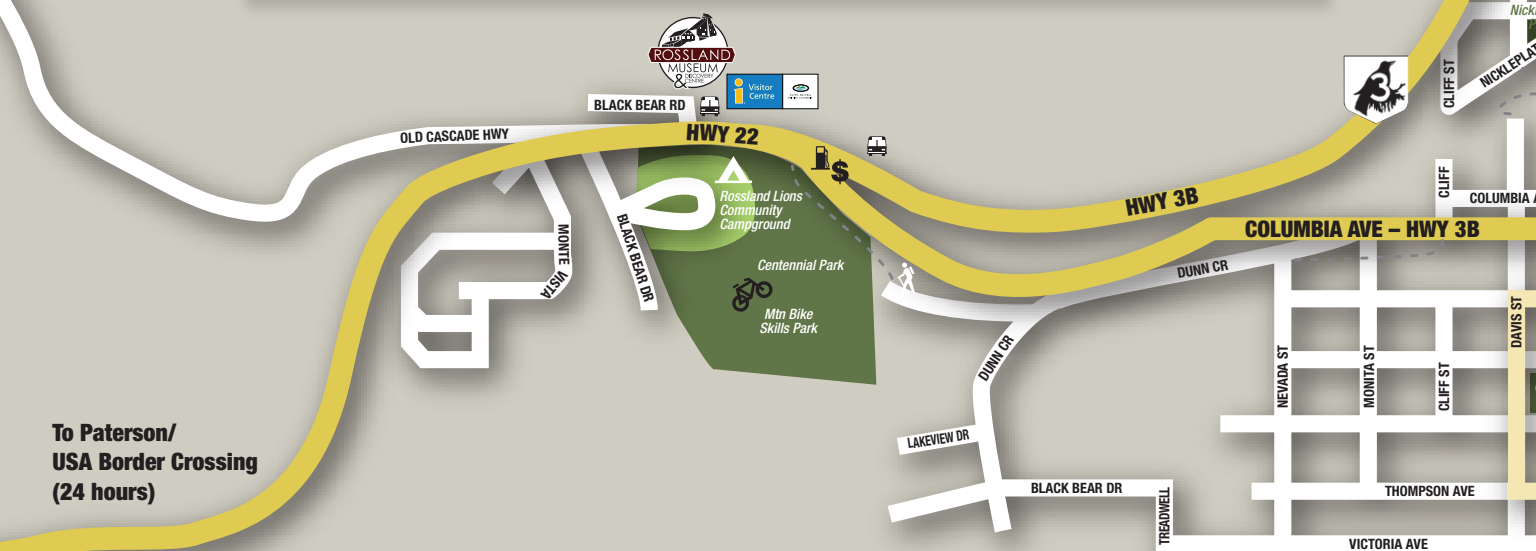 Nick
ROSSLAND
MUSEUM
& DISCOVERY
CENTRE
i Visitor
Centre
BLACK BEAR RD
OLD CASCADE HWY
HWY 22
3
CLIFF ST
NICKLEPLAT
$
Rossland Lions
Community
Campground
CLIFF
COLUMBIA A
HWY 3B
COLUMBIA AVE – HWY 3B
MONTE VISTA
BLACK BEAR DR
Centennial Park
DUNN CR
Mtn Bike
Skills Park
DAVIS ST
DUNN CR
NEVADA ST
MONITA ST
CLIFF ST
To Paterson/
USA Border Crossing
(24 hours)
LAKEVIEW DR
BLACK BEAR DR
TREADWELL
THOMPSON AVE
VICTORIA AVE